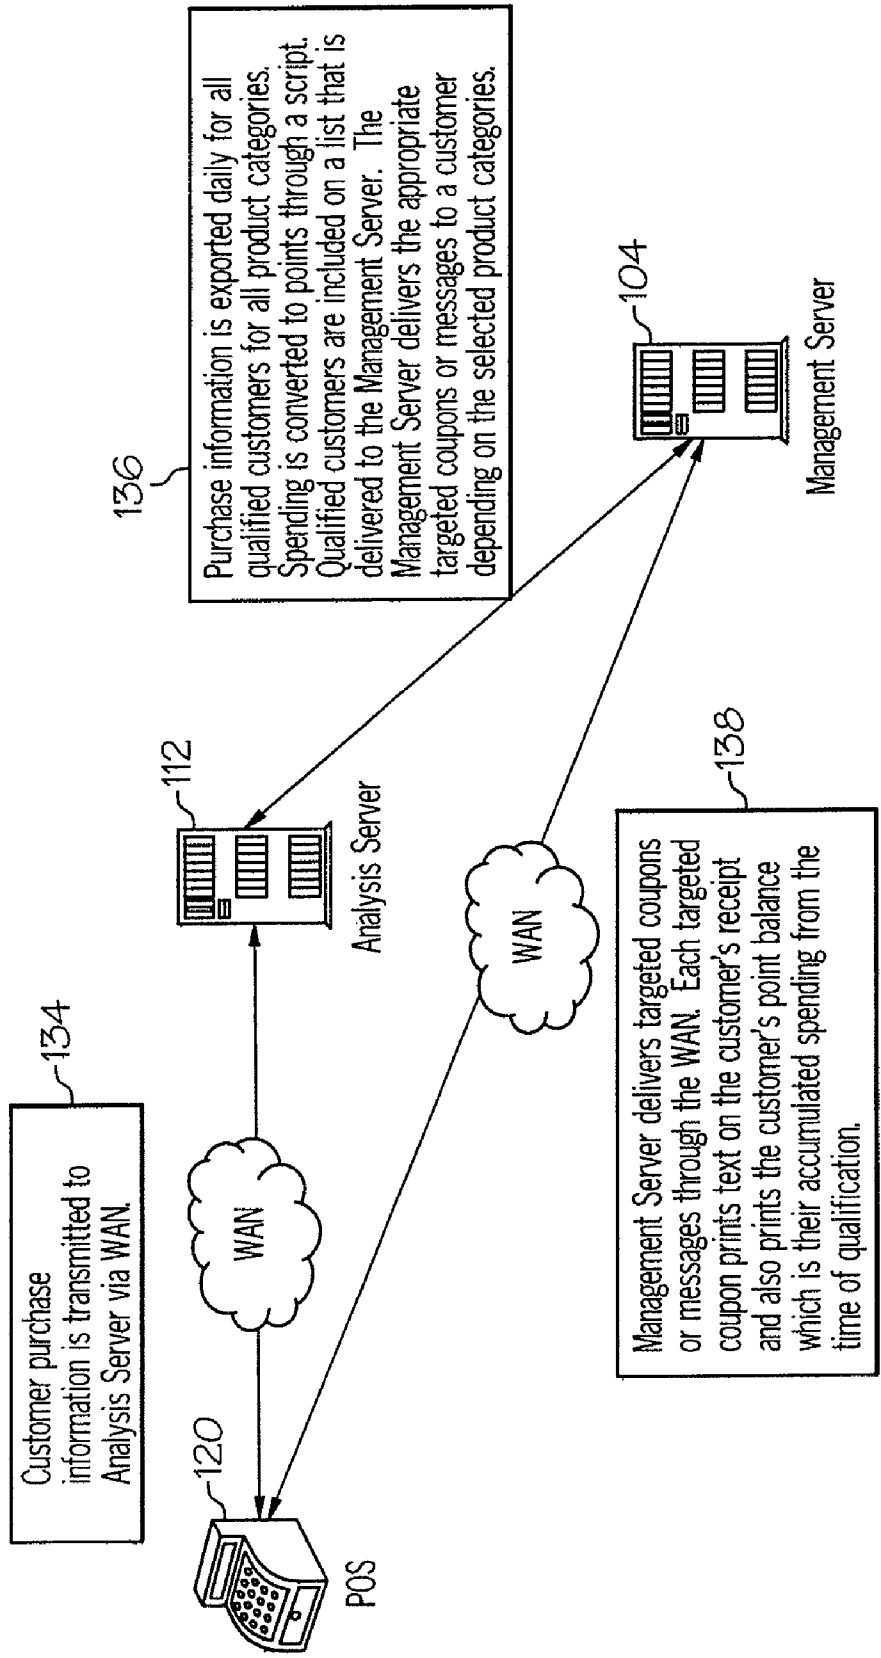 Customer purchase
information is transmitted to
Analysis Server via WAN.
134
136
Purchase information is exported daily for all
qualified customers for all product categories.
Spending is converted to points through a script.
Qualified customers are included on a list that is
delivered to the Management Server. The
Management Server delivers the appropriate
targeted coupons or messages to a customer
depending on the selected product categories.
120
POS
WAN
112
Analysis Server
WAN
104
Management Server
138
Management Server delivers targeted coupons
or messages through the WAN. Each targeted
coupon prints text on the customer's receipt
and also prints the customer's point balance
which is their accumulated spending from the
time of qualification.